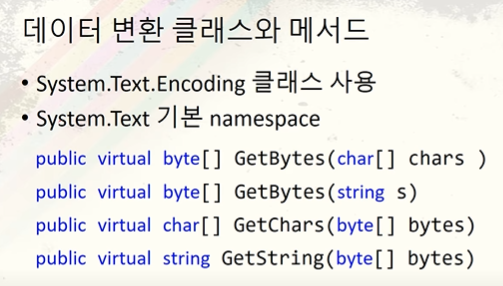 데이터 변환 클래스와 메서드
• System.Text.Encoding 클래스 사용
• System.Text 기본 namespace
public virtual byte[] GetBytes(char[] chars )
public virtual byte[] GetBytes(string s)
public virtual char[] GetChars(byte[] bytes)
public virtual string GetString(byte[] bytes)